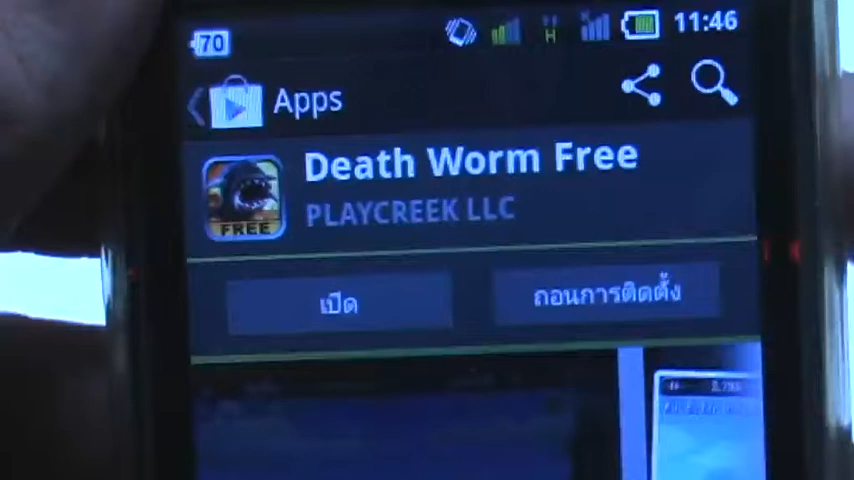 70 H 11:46
Apps
Death Worm Free
PLAYCREEK LLC
FREE
เปิด ถอนการติดตั้ง